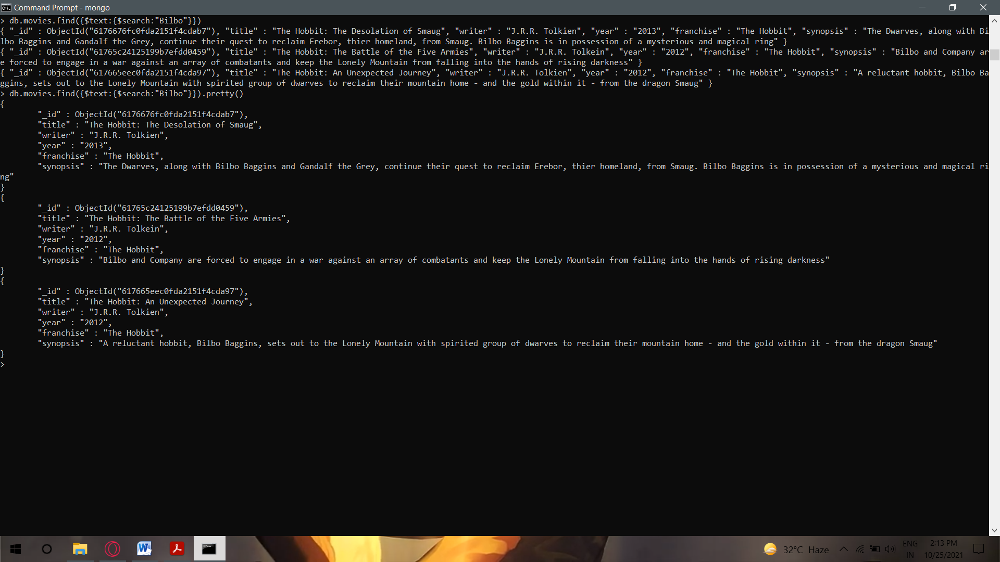 Command Prompt - mongo
> db.movies.find({$text:{$search:"Bilbo"}})
{ "_id" : ObjectId("6176676fc0fda2151f4cdab7"), "title" : "The Hobbit: The Desolation of Smaug", "writer" : "J.R.R. Tolkien", "year" : "2013", "franchise" : "The Hobbit", "synopsis" : "The Dwarves, along with Bi
lbo Baggins and Gandalf the Grey, continue their quest to reclaim Erebor, thier homeland, from Smaug. Bilbo Baggins is in possession of a mysterious and magical ring" }
{ "_id" : ObjectId("61765c24125199b7efdd0459"), "title" : "The Hobbit: The Battle of the Five Armies", "writer" : "J.R.R. Tolkein", "year" : "2012", "franchise" : "The Hobbit", "synopsis" : "Bilbo and Company ar
e forced to engage in a war against an array of combatants and keep the Lonely Mountain from falling into the hands of rising darkness" }
{ "_id" : ObjectId("617665eec0fda2151f4cda97"), "title" : "The Hobbit: An Unexpected Journey", "writer" : "J.R.R. Tolkien", "year" : "2012", "franchise" : "The Hobbit", "synopsis" : "A reluctant hobbit, Bilbo Ba
ggins, sets out to the Lonely Mountain with spirited group of dwarves to reclaim their mountain home - and the gold within it - from the dragon Smaug" }
> db.movies.find({$text:{$search:"Bilbo"}}).pretty()
{
"_id" : ObjectId("6176676fc0fda2151f4cdab7"),
"title" : "The Hobbit: The Desolation of Smaug",
"writer" : "J.R.R. Tolkien",
"year" : "2013",
"franchise" : "The Hobbit",
"synopsis" : "The Dwarves, along with Bilbo Baggins and Gandalf the Grey, continue their quest to reclaim Erebor, thier homeland, from Smaug. Bilbo Baggins is in possession of a mysterious and magical ri
ng"
}
{
"_id" : ObjectId("61765c24125199b7efdd0459"),
"title" : "The Hobbit: The Battle of the Five Armies",
"writer" : "J.R.R. Tolkein",
"year" : "2012",
"franchise" : "The Hobbit",
"synopsis" : "Bilbo and Company are forced to engage in a war against an array of combatants and keep the Lonely Mountain from falling into the hands of rising darkness"
}
{
"_id" : ObjectId("617665eec0fda2151f4cda97"),
"title" : "The Hobbit: An Unexpected Journey",
"writer" : "J.R.R. Tolkien",
"year" : "2012",
"franchise" : "The Hobbit",
"synopsis" : "A reluctant hobbit, Bilbo Baggins, sets out to the Lonely Mountain with spirited group of dwarves to reclaim their mountain home - and the gold within it - from the dragon Smaug"
}
>
32°C Haze
ENG
IN
2:13 PM
10/25/2021